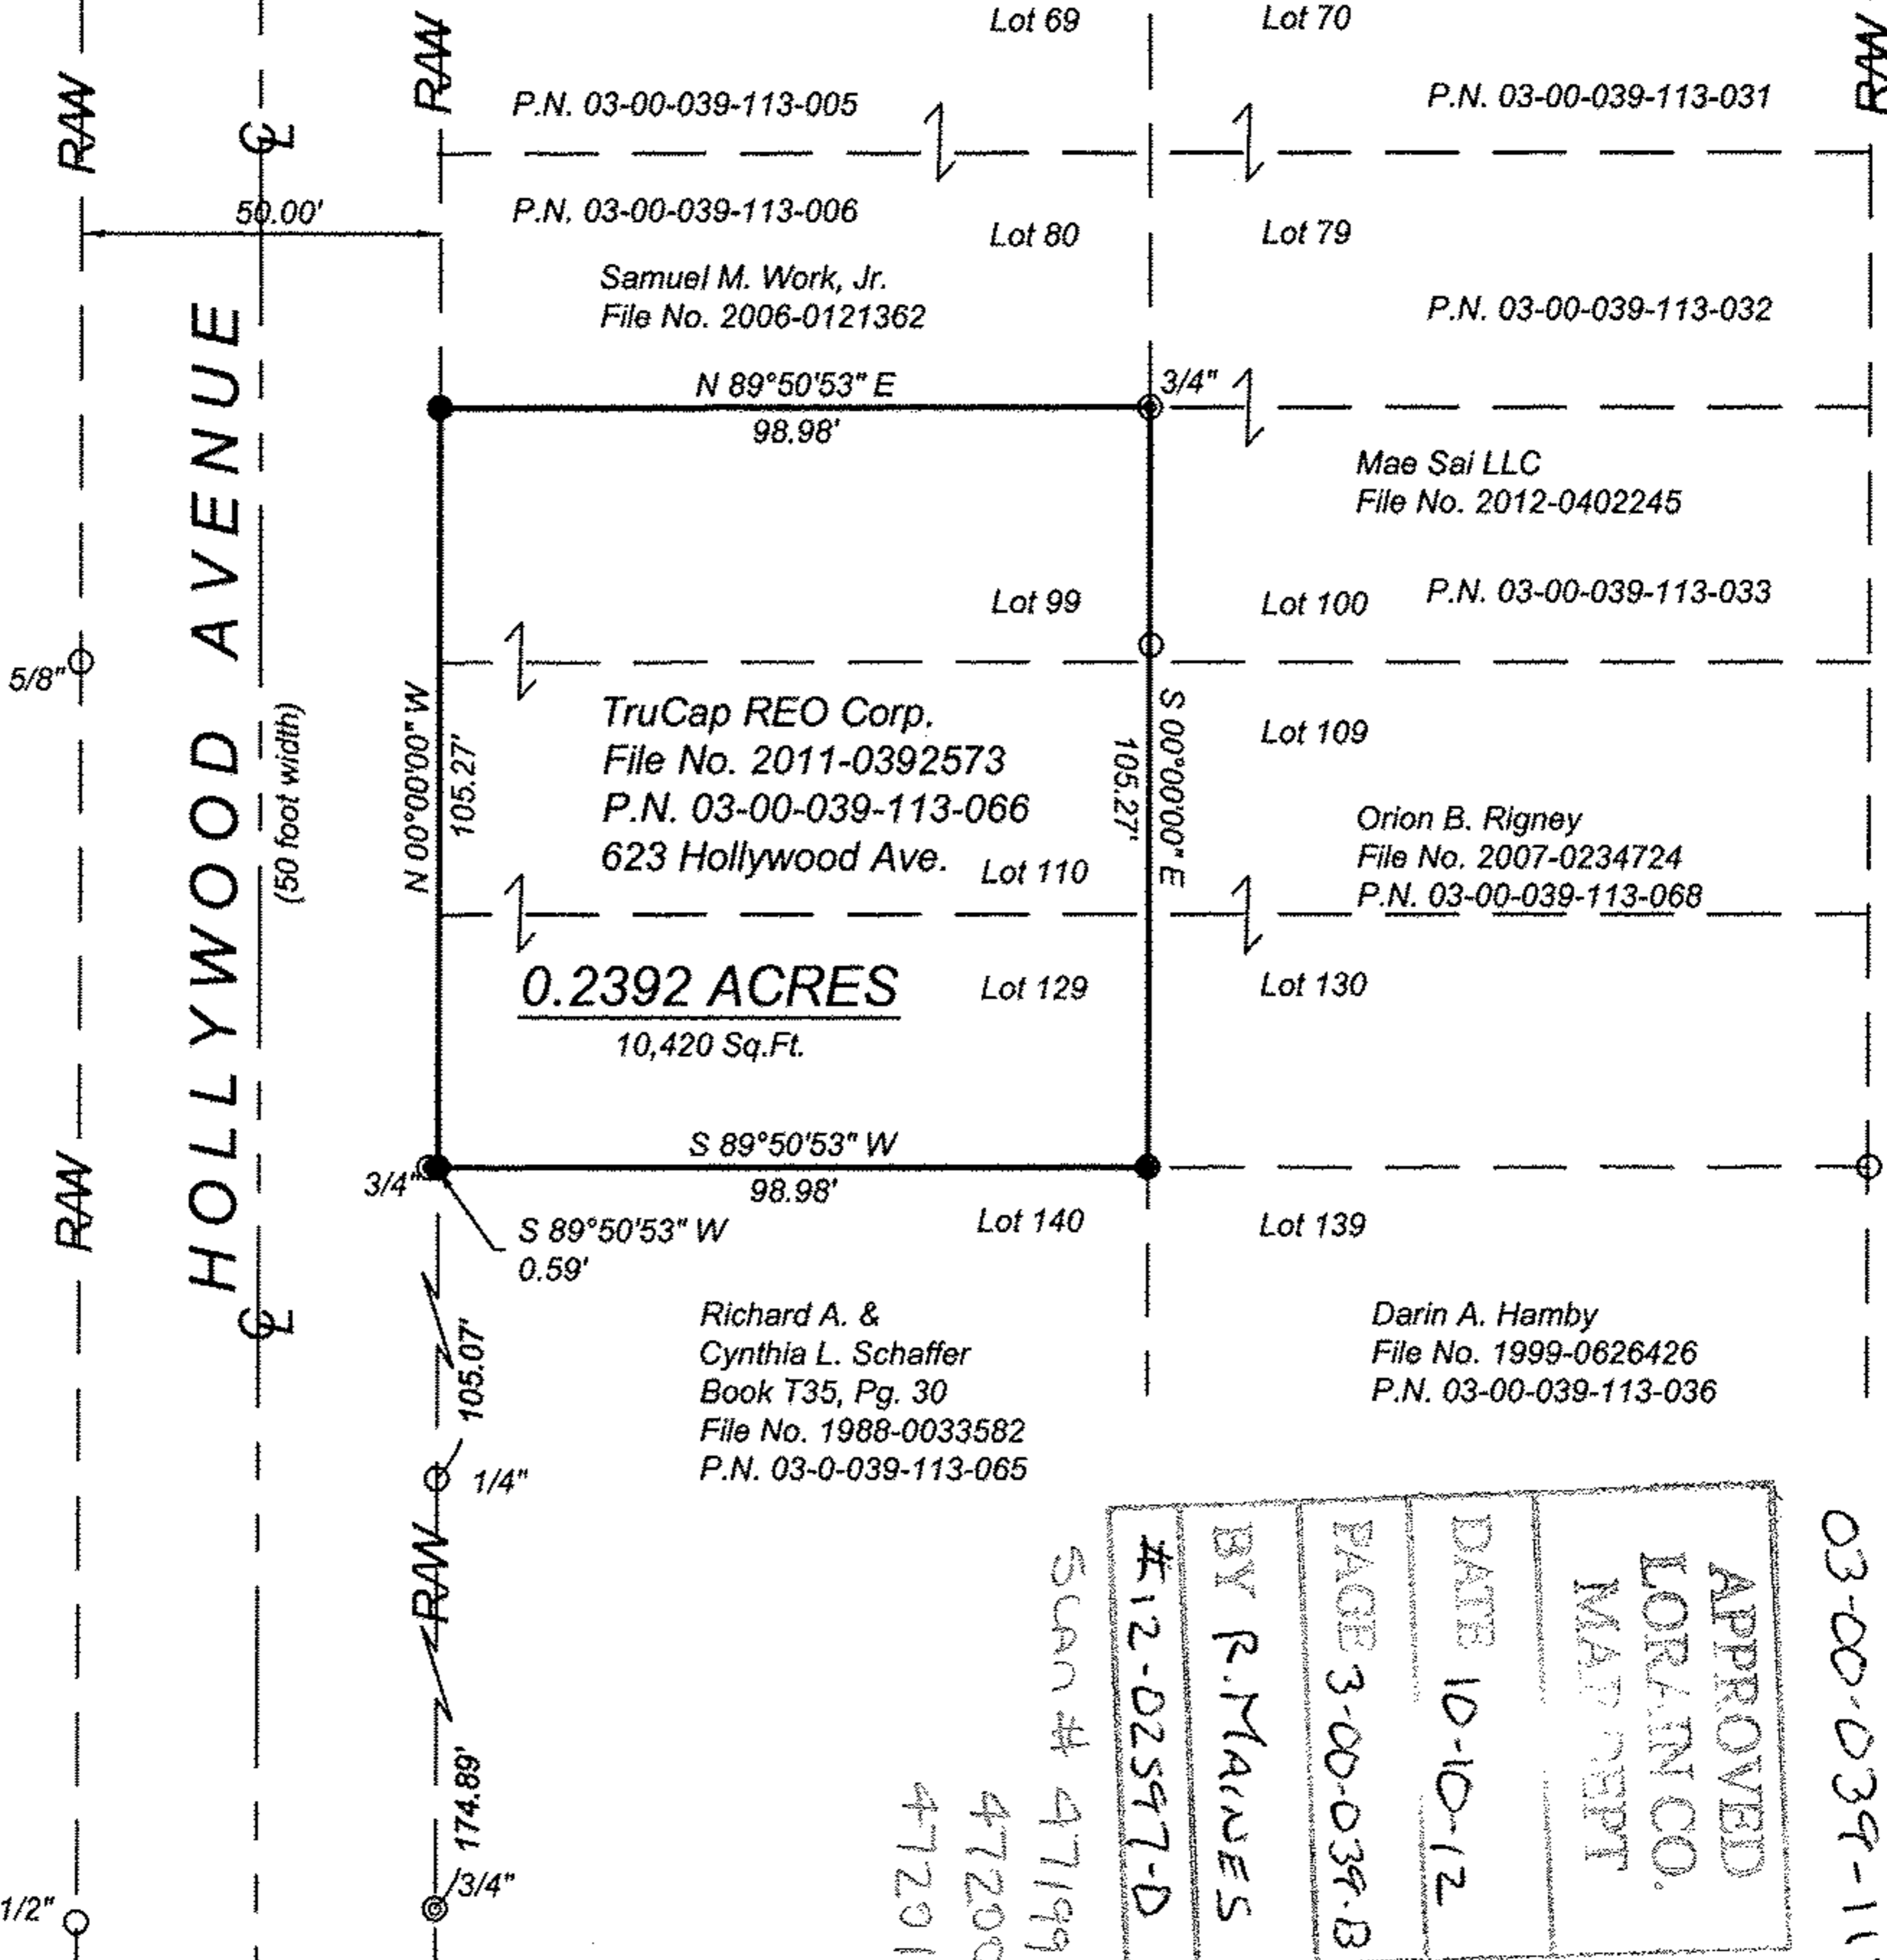 Lot 69
Lot 70
R/W
R/W
R/W
P.N. 03-00-039-113-005
P.N. 03-00-039-113-031
CL
50.00'
P.N. 03-00-039-113-006
Lot 80
Lot 79
Samuel M. Work, Jr.
File No. 2006-0121362
P.N. 03-00-039-113-032
N 89°50'53" E
98.98'
3/4"
Mae Sai LLC
File No. 2012-0402245
Lot 99
Lot 100
P.N. 03-00-039-113-033
5/8"
HOLLYWOOD AVENUE
(50 foot width)
N 00°00'00" W
105.27'
TruCap REO Corp.
File No. 2011-0392573
P.N. 03-00-039-113-066
623 Hollywood Ave.
Lot 110
105.27'
S 00°00'00" E
Lot 109
Orion B. Rigney
File No. 2007-0234724
P.N. 03-00-039-113-068
0.2392 ACRES
10,420 Sq.Ft.
Lot 129
Lot 130
S 89°50'53" W
98.98'
3/4"
R/W
S 89°50'53" W
0.59'
Lot 140
Lot 139
CL
105.07'
Richard A. &
Cynthia L. Schaffer
Book T35, Pg. 30
File No. 1988-0033582
P.N. 03-0-039-113-065
Darin A. Hamby
File No. 1999-0626426
P.N. 03-00-039-113-036
1/4"
R/W
174.89'
3/4"
1/2"
03-00-039-11
APPROVED
LORAIN CO.
MAP DEPT
DATE 10-10-12
PAGE 3-00-039-B
BY R. MAINES
#12-02597-D
Scan # 47199
47200
47201